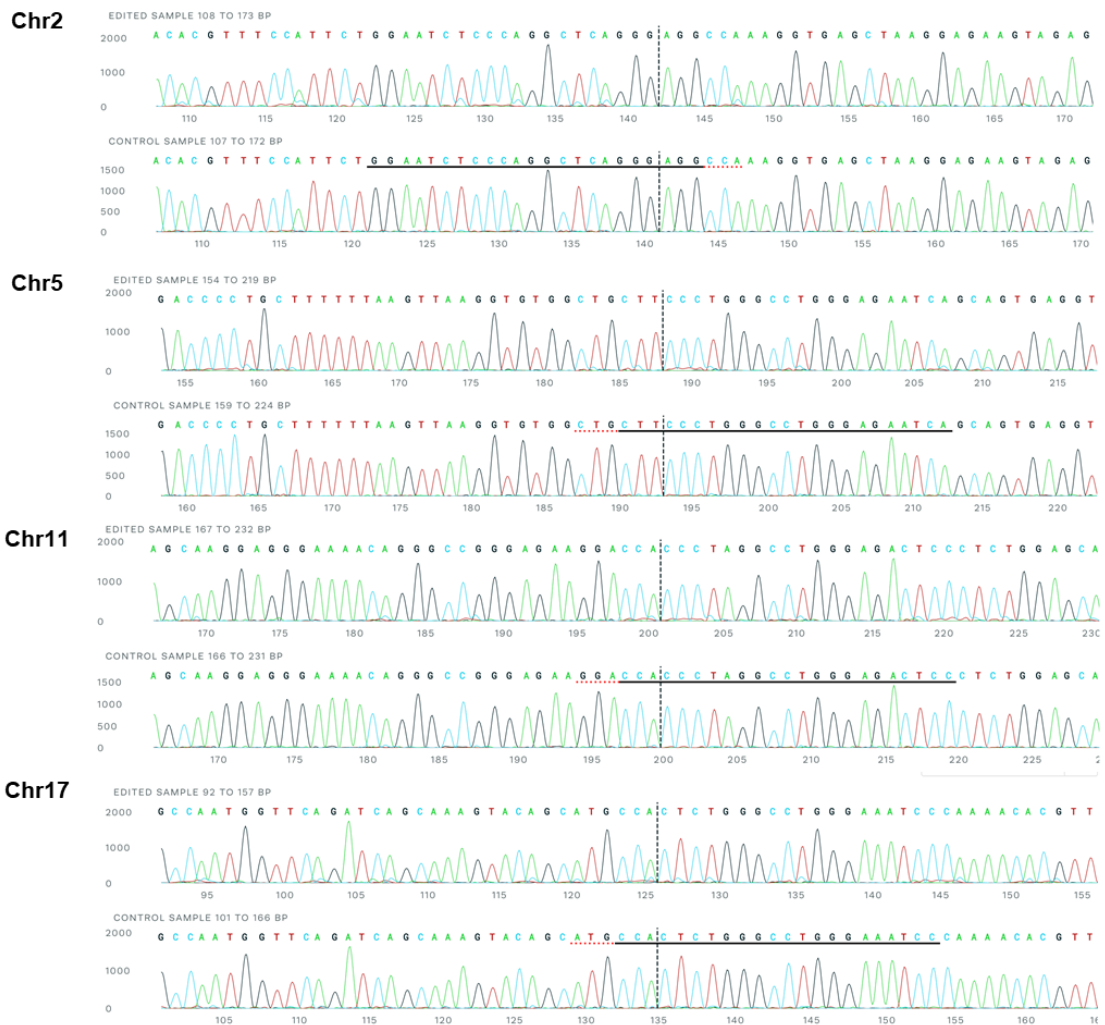 Chr2
EDITED SAMPLE 108 TO 173 BP
A C A C G T T T C C A T T C T G G A A T C T C C C A G G C T C A G G G A G G C C A A A G G T G A G C T A A G G A G A A G T A G A G
2000
1000
0
110 115 120 125 130 135 140 145 150 155 160 165 170
CONTROL SAMPLE 107 TO 172 BP
A C A C G T T T C C A T T C T G G A A T C T C C C A G G C T C A G G G A G G C C A A A G G T G A G C T A A G G A G A A G T A G A G
1500
1000
500
0
110 115 120 125 130 135 140 145 150 155 160 165 170
Chr5
EDITED SAMPLE 154 TO 219 BP
G A C C C C T G C T T T T T T A A G T T A A G G T G T G G C T G C T T C C C T G G G C C T G G G A G A A T C A G C A G T G A G G T
2000
1000
0
155 160 165 170 175 180 185 190 195 200 205 210 215
CONTROL SAMPLE 159 TO 224 BP
G A C C C C T G C T T T T T T A A G T T A A G G T G T G G C T G C T T C C C T G G G C C T G G G A G A A T C A G C A G T G A G G T
1500
1000
500
0
160 165 170 175 180 185 190 195 200 205 210 215 220
Chr11
EDITED SAMPLE 167 TO 232 BP
A G C A A G G A G G G A A A A C A G G G C C G G G A G A A G G A C C A C C C T A G G C C T G G G A G A C T C C C T C T G G A G C A
2000
1000
0
170 175 180 185 190 195 200 205 210 215 220 225 230
CONTROL SAMPLE 166 TO 231 BP
A G C A A G G A G G G A A A A C A G G G C C G G G A G A A G G A C C A C C C T A G G C C T G G G A G A C T C C C T C T G G A G C A
1500
1000
500
0
170 175 180 185 190 195 200 205 210 215 220 225
Chr17
EDITED SAMPLE 92 TO 157 BP
G C C A A T G G T T C A G A T C A G C A A A G T A C A G C A T G C C A C T C T G G G C C T G G G A A A T C C C A A A A C A C G T T
2000
1000
0
95 100 105 110 115 120 125 130 135 140 145 150 155
CONTROL SAMPLE 101 TO 166 BP
G C C A A T G G T T C A G A T C A G C A A A G T A C A G C A T G C C A C T C T G G G C C T G G G A A A T C C C A A A A C A C G T T
2000
1000
0
105 110 115 120 125 130 135 140 145 150 155 160